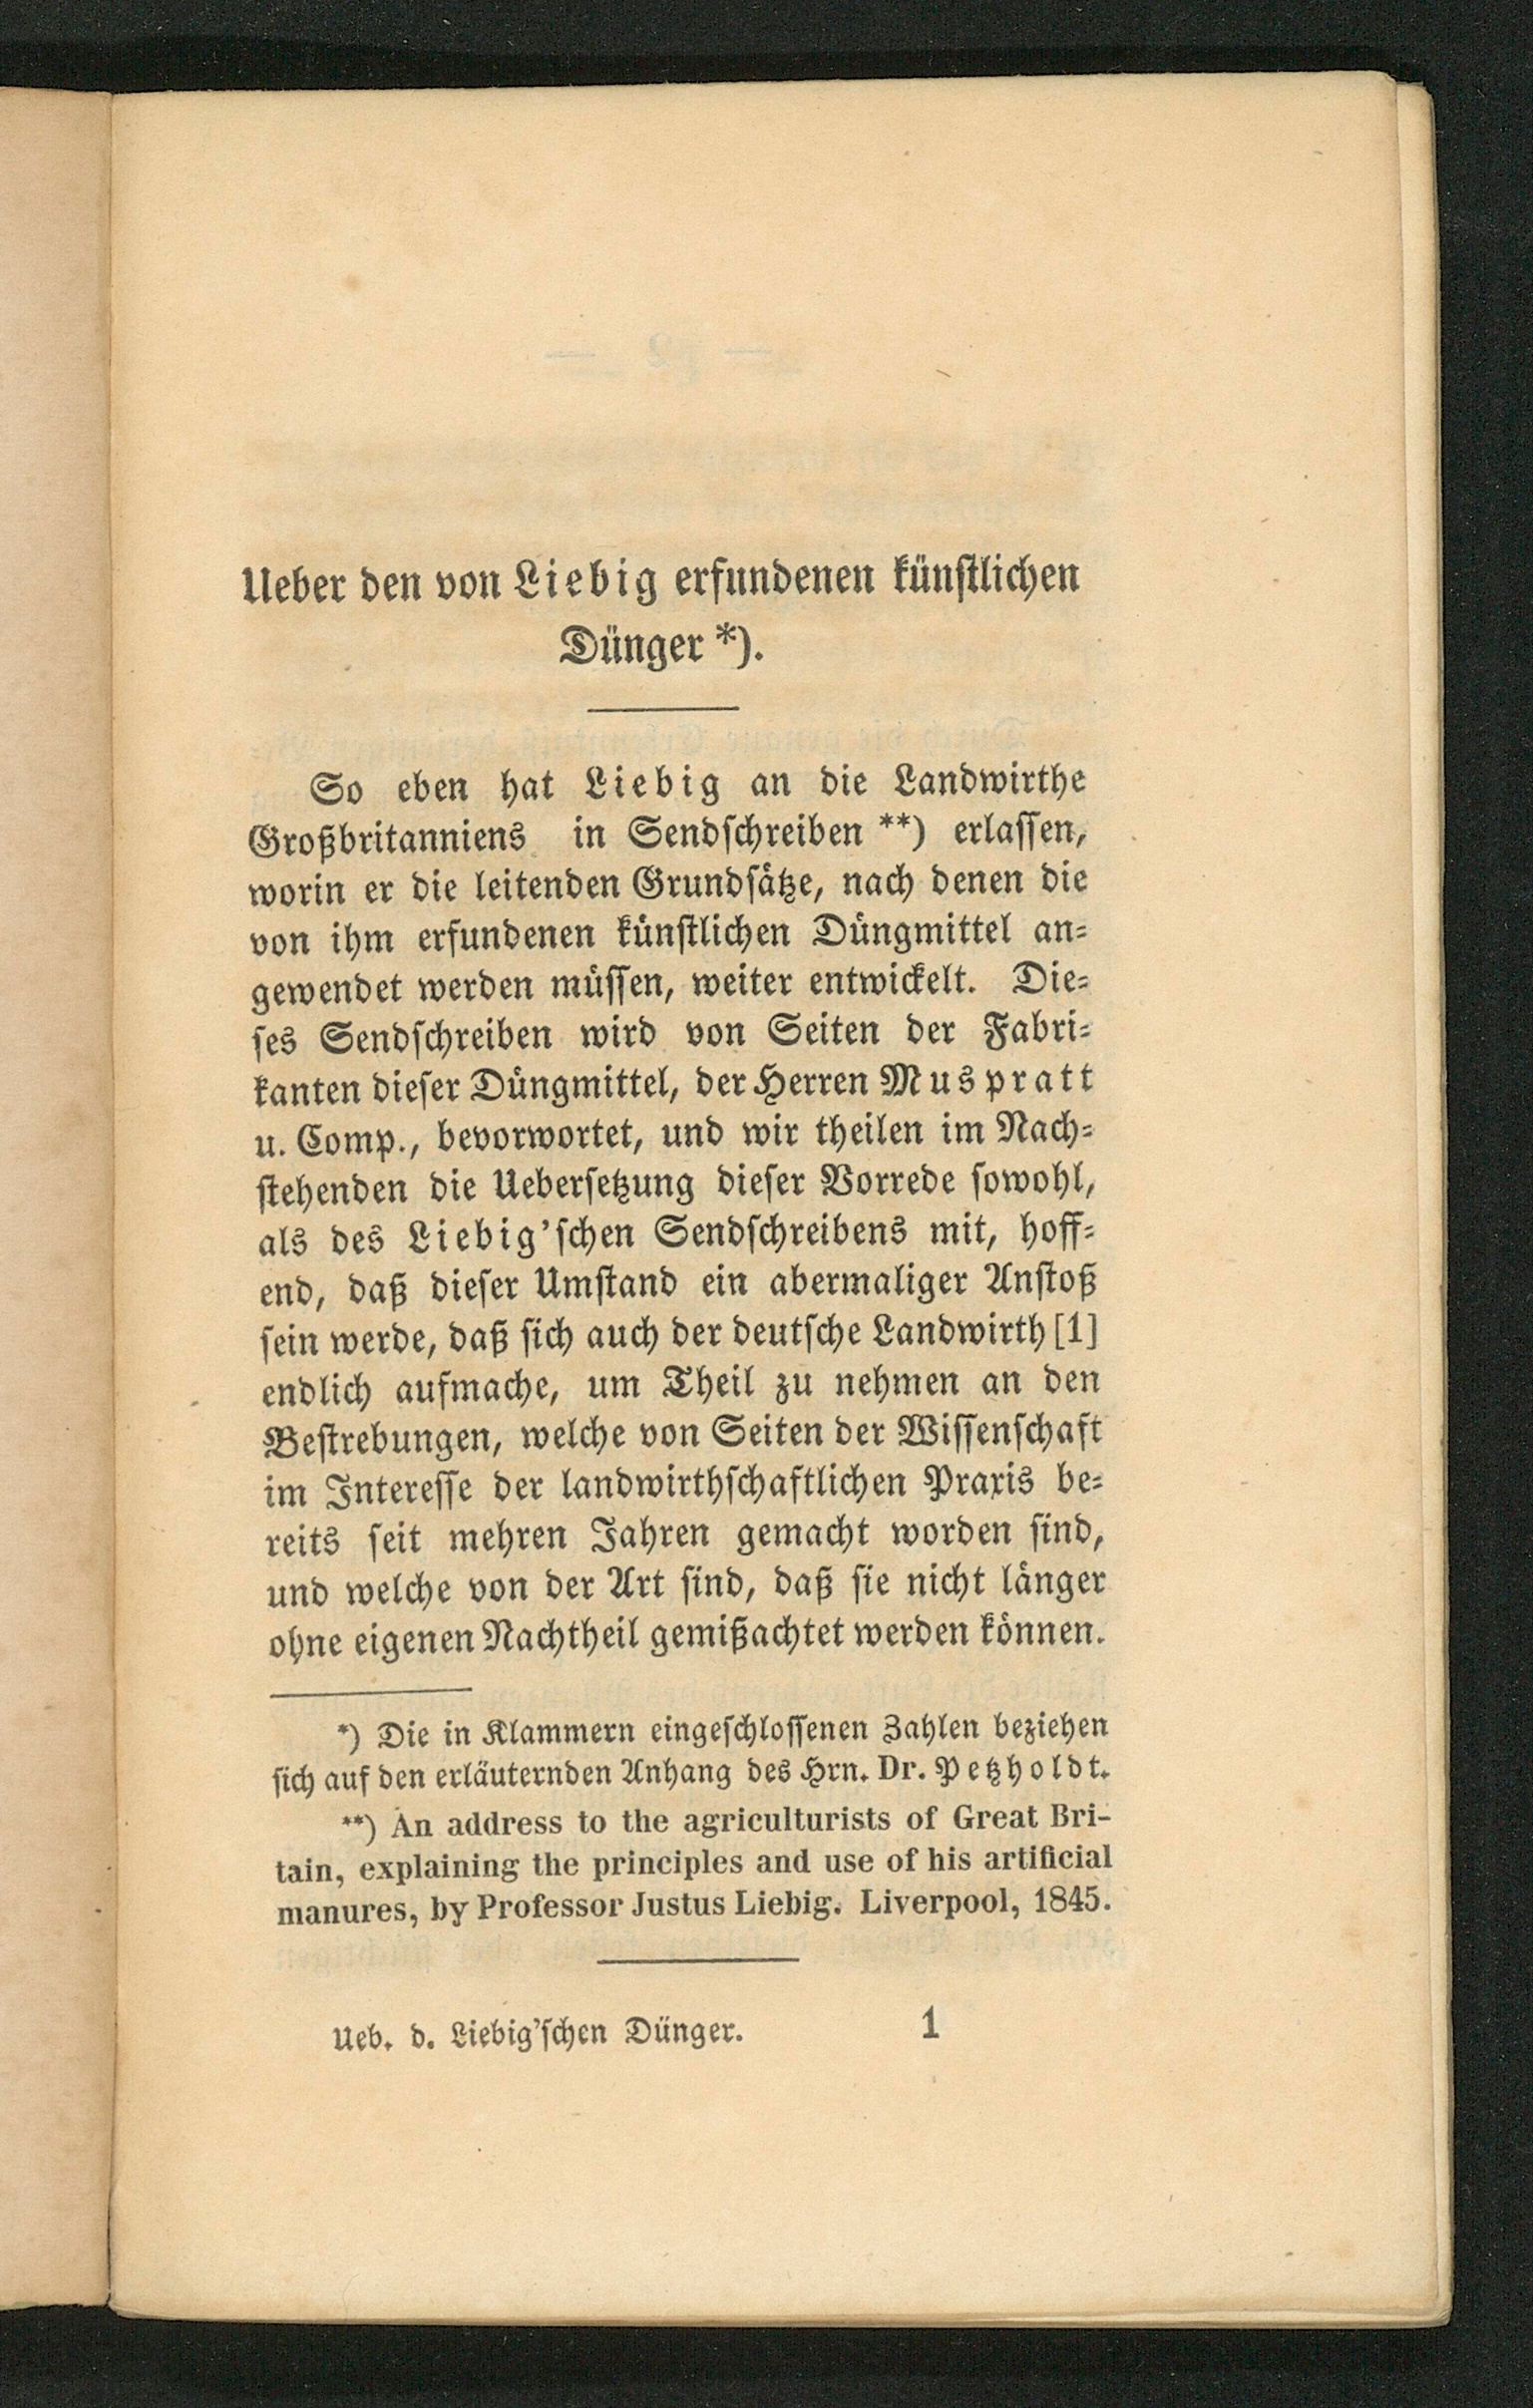 Ueber den von Liebig erfundenen künstlichen
Dünger *).
So eben hat Liebig an die Landwirthe
Großbritanniens in Sendschreiben **) erlassen,
worin er die leitenden Grundsätze, nach denen die
von ihm erfundenen künstlichen Düngmittel an-
gewendet werden müssen, weiter entwickelt. Die-
ses Sendschreiben wird von Seiten der Fabri-
kanten dieser Düngmittel, der Herren Muspratt
u. Comp., bevorwortet, und wir theilen im Nach-
stehenden die Uebersetzung dieser Vorrede sowohl,
als des Liebig'schen Sendschreibens mit, hoff-
end, daß dieser Umstand ein abermaliger Anstoß
sein werde, daß sich auch der deutsche Landwirth [1]
endlich aufmache, um Theil zu nehmen an den
Bestrebungen, welche von Seiten der Wissenschaft
im Interesse der landwirthschaftlichen Praxis be-
reits seit mehren Jahren gemacht worden sind,
und welche von der Art sind, daß sie nicht länger
ohne eigenen Nachtheil gemißachtet werden können.
*) Die in Klammern eingeschlossenen Zahlen beziehen
sich auf den erläuternden Anhang des Hrn. Dr. Petzholdt.
**) An address to the agriculturists of Great Bri-
tain, explaining the principles and use of his artificial
manures, by Professor Justus Liebig. Liverpool, 1845.
Ueb. d. Liebig'schen Dünger. 1